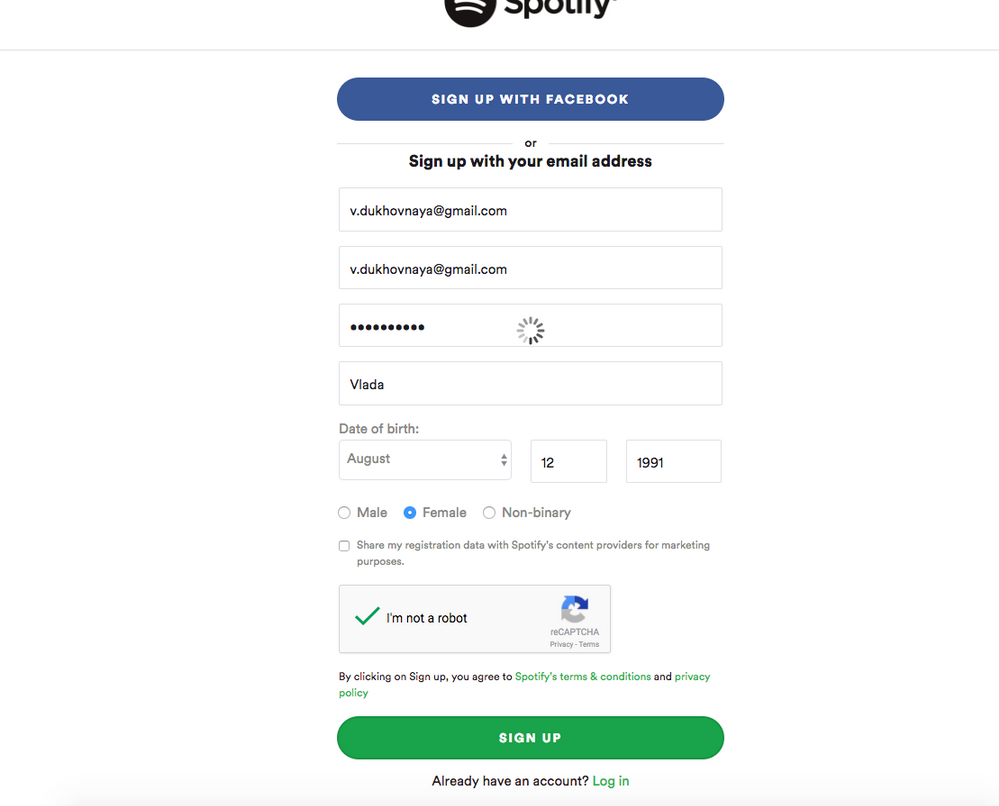 Spotify
SIGN UP WITH FACEBOOK
or
Sign up with your email address
v.dukhovnaya@gmail.com
v.dukhovnaya@gmail.com
••••••••••
Vlada
Date of birth:
August 12 1991
Male Female Non-binary
Share my registration data with Spotify's content providers for marketing
purposes.
I'm not a robot
reCAPTCHA
Privacy - Terms
By clicking on Sign up, you agree to Spotify's terms & conditions and privacy
policy
SIGN UP
Already have an account? Log in